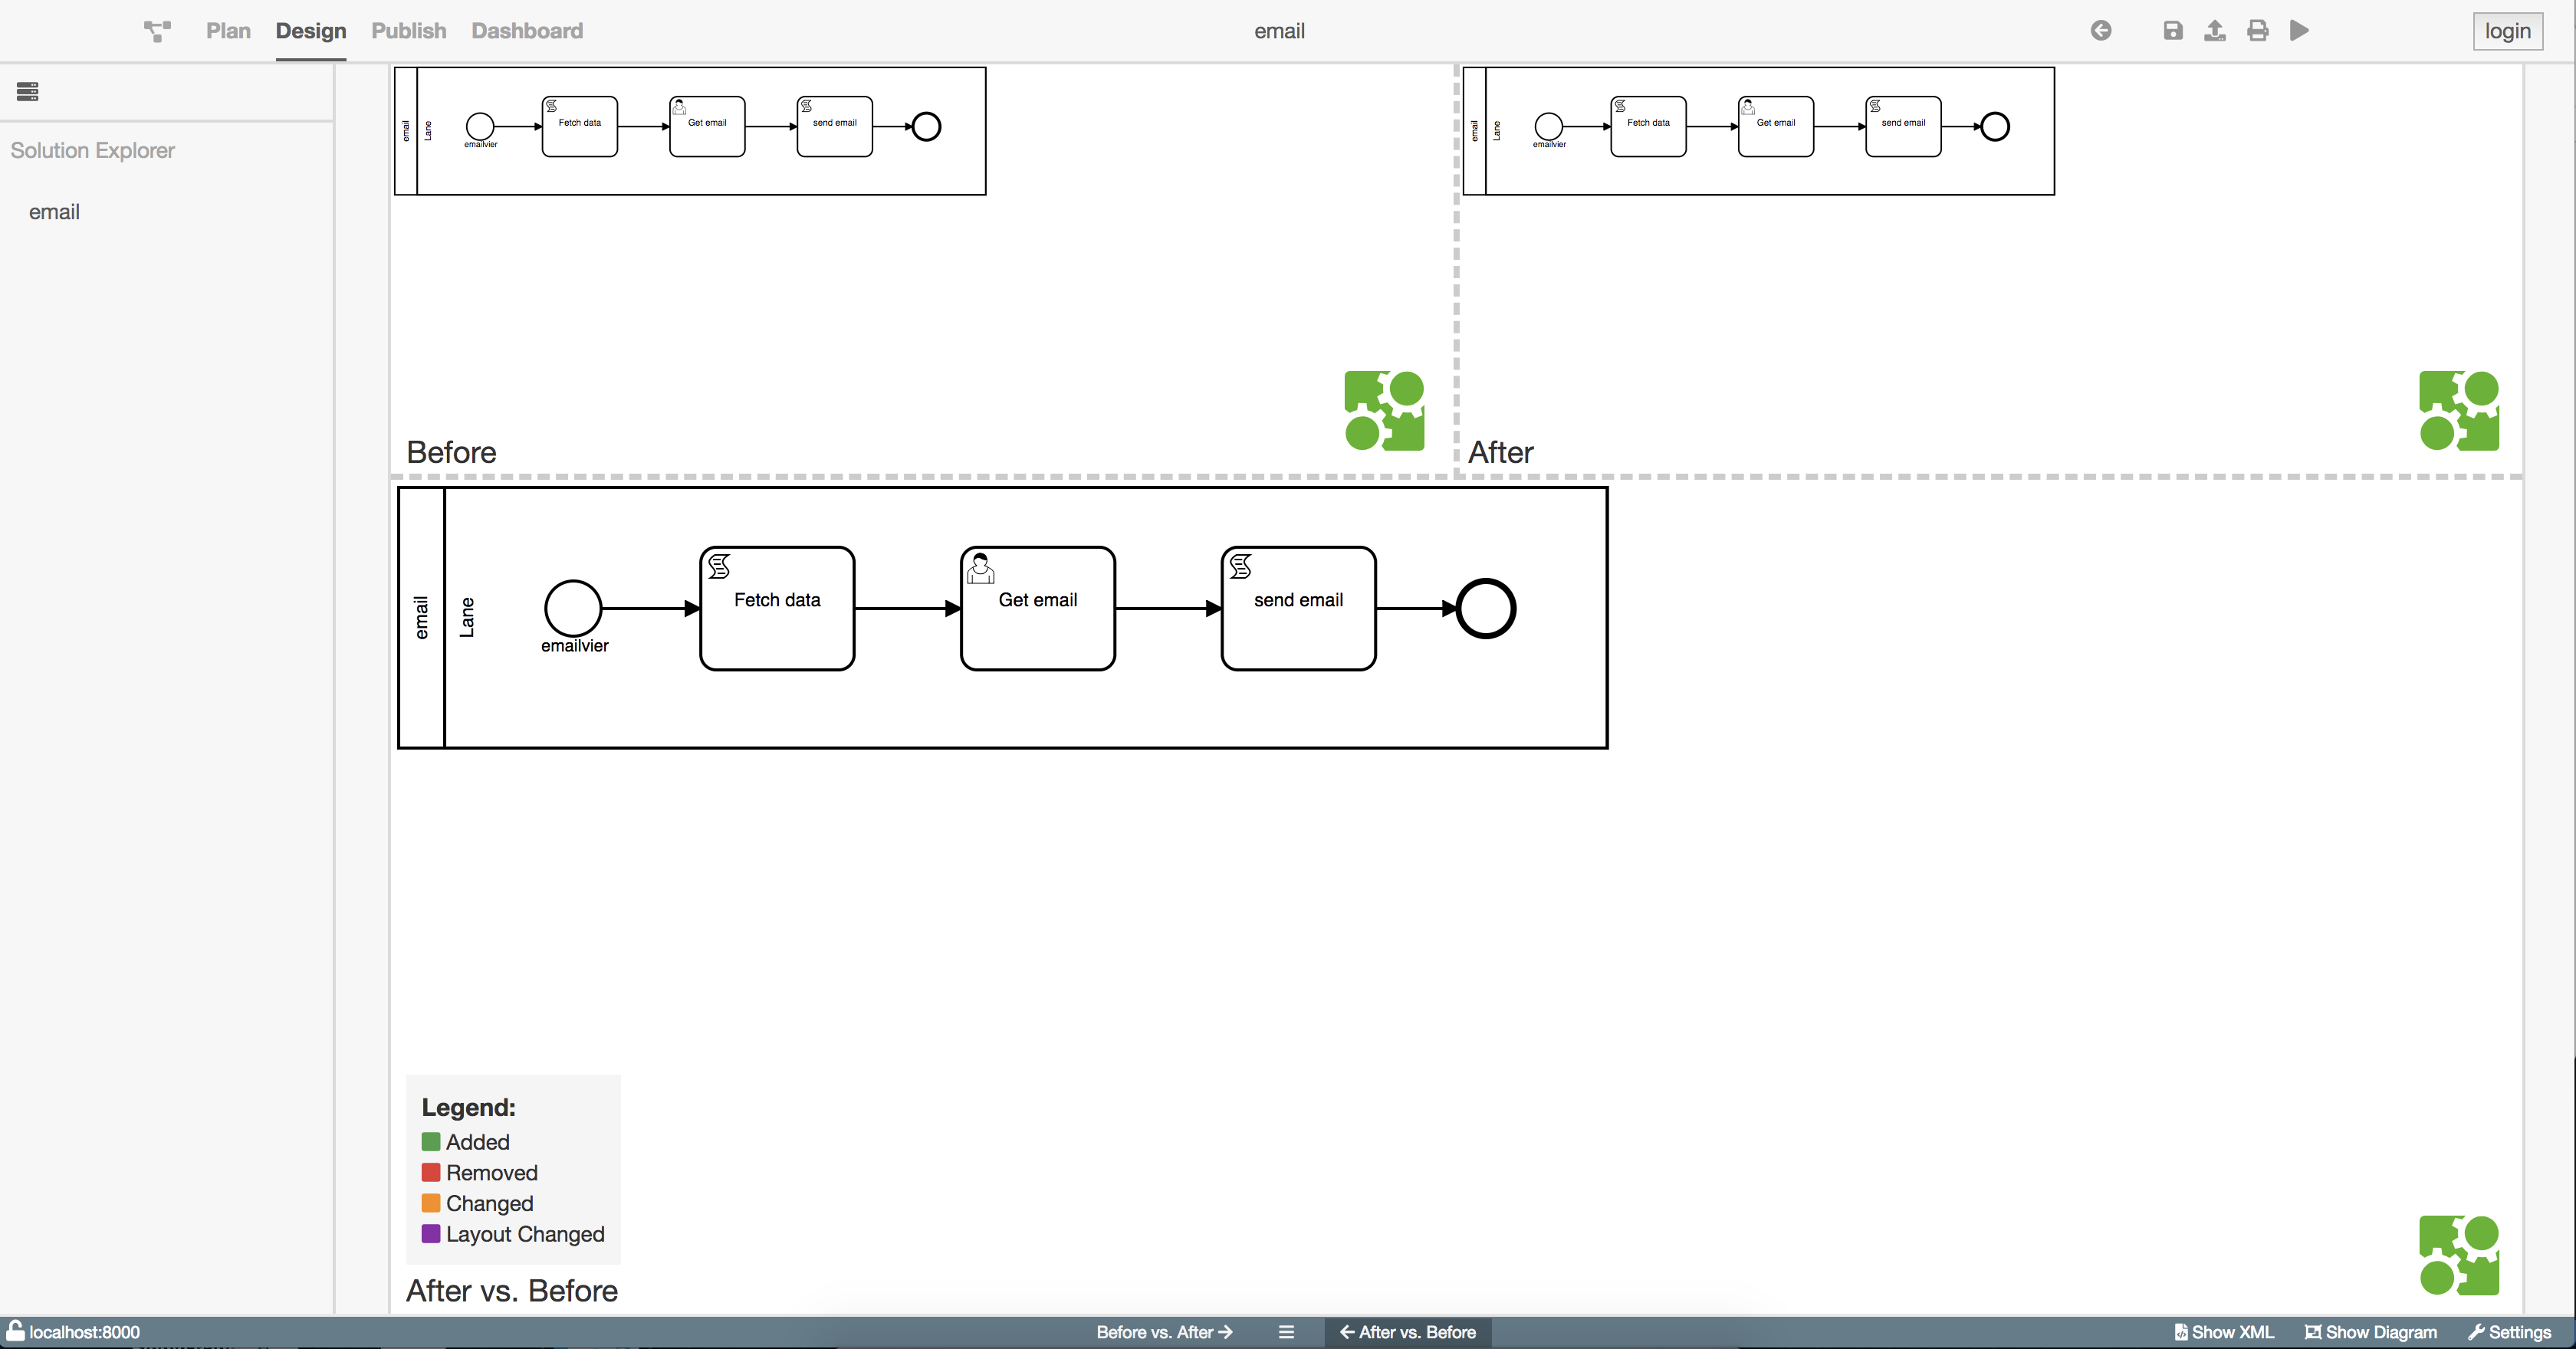 Plan Design Publish Dashboard email login
Solution Explorer
email
email Lane emailvier Fetch data Get email send email
Before
email Lane emailvier Fetch data Get email send email
After
email Lane emailvier Fetch data Get email send email
Legend:
Added
Removed
Changed
Layout Changed
After vs. Before
localhost:8000 Before vs. After After vs. Before Show XML Show Diagram Settings